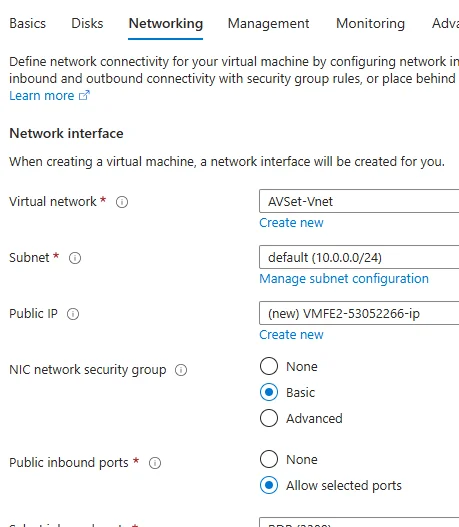 Basics Disks Networking Management Monitoring
Define network connectivity for your virtual machine by configuring network
inbound and outbound connectivity with security group rules, or place behind
Learn more
Network interface
When creating a virtual machine, a network interface will be created for you.
Virtual network * AVSet-Vnet
Create new
Subnet * default (10.0.0.0/24)
Manage subnet configuration
Public IP (new) VMFE2-53052266-ip
Create new
NIC network security group None
Basic
Advanced
Public inbound ports * None
Allow selected ports